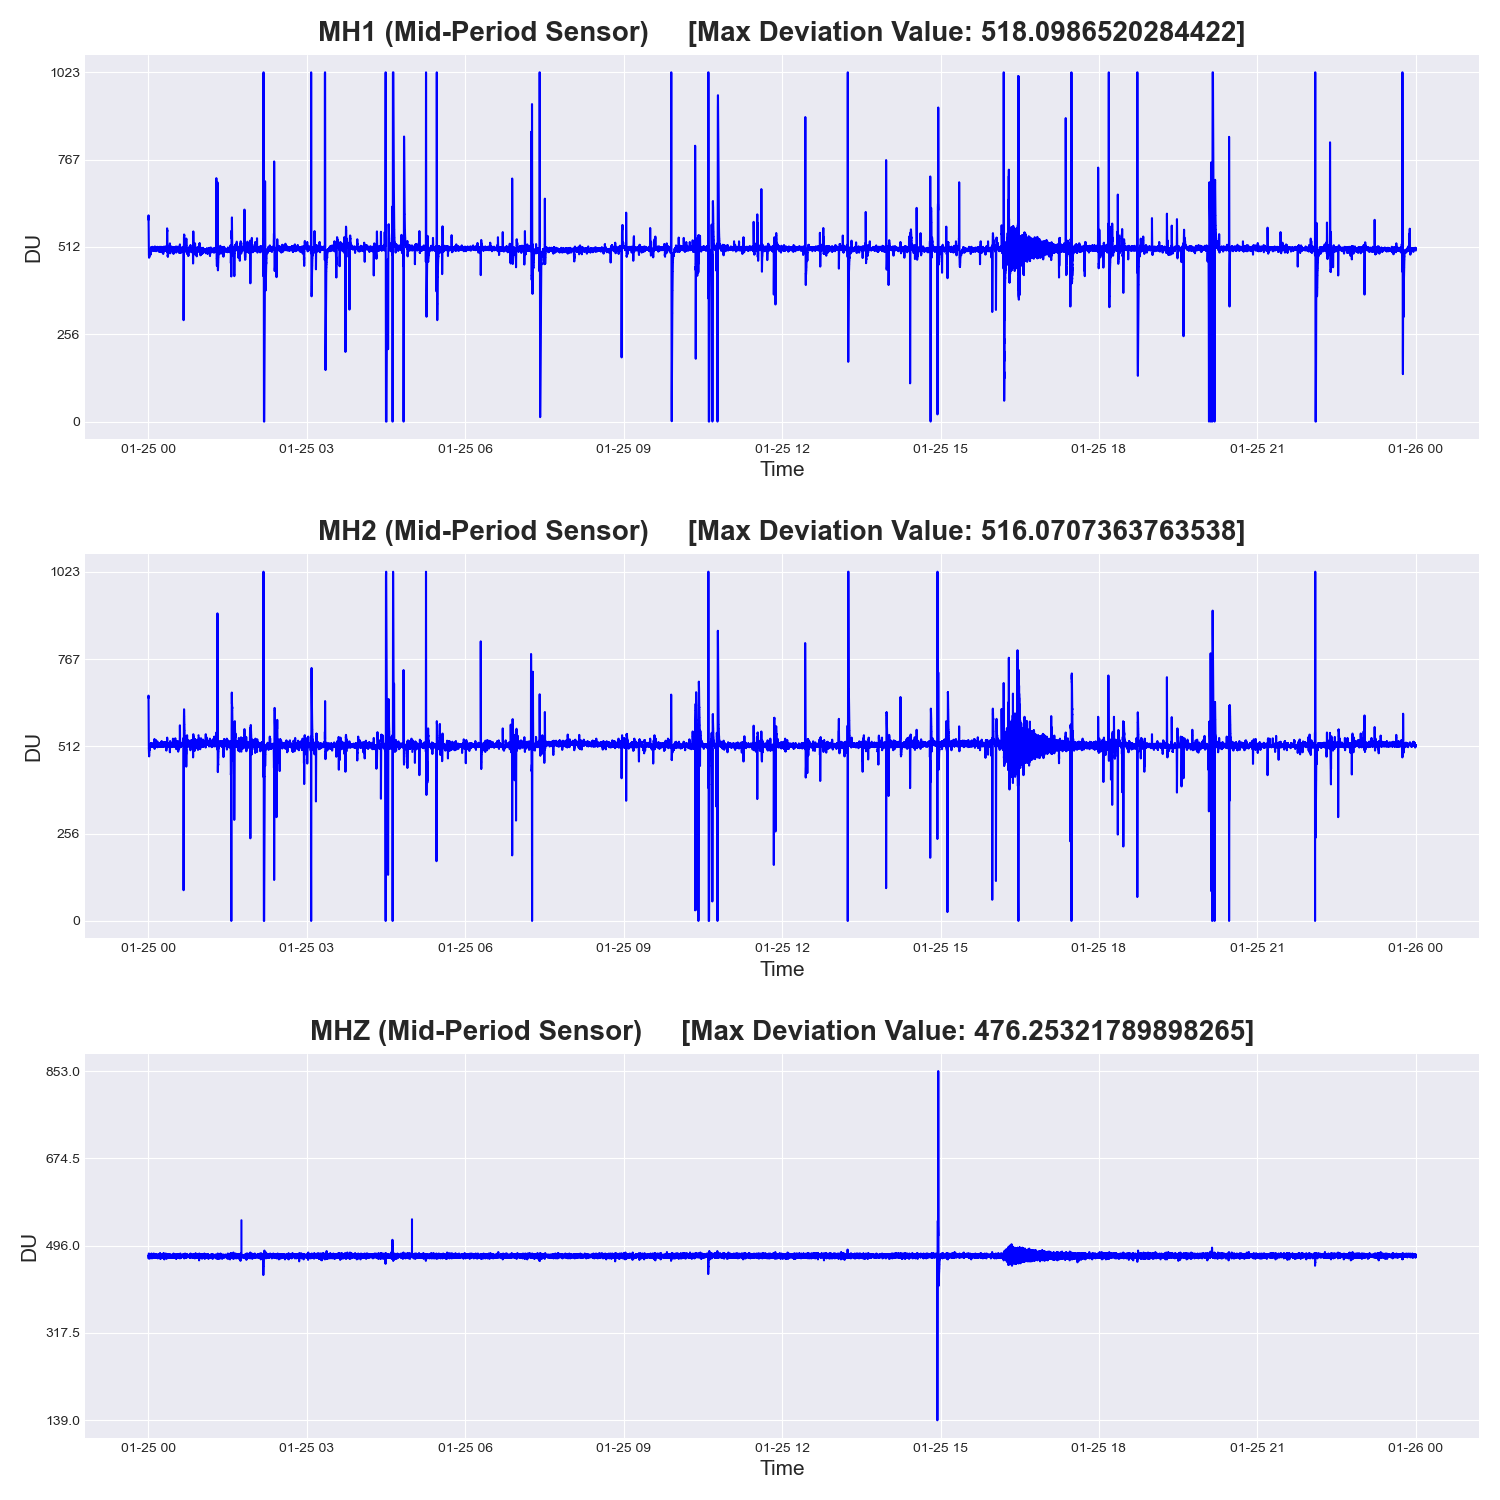 MH1 (Mid-Period Sensor) [Max Deviation Value: 518.0986520284422]
1023
767
512
256
0
DU
01-25 00 01-25 03 01-25 06 01-25 09 01-25 12 01-25 15 01-25 18 01-25 21 01-26 00
Time
MH2 (Mid-Period Sensor) [Max Deviation Value: 516.0707363763538]
1023
767
512
256
0
DU
01-25 00 01-25 03 01-25 06 01-25 09 01-25 12 01-25 15 01-25 18 01-25 21 01-26 00
Time
MHZ (Mid-Period Sensor) [Max Deviation Value: 476.25321789898265]
853.0
674.5
496.0
317.5
139.0
DU
01-25 00 01-25 03 01-25 06 01-25 09 01-25 12 01-25 15 01-25 18 01-25 21 01-26 00
Time